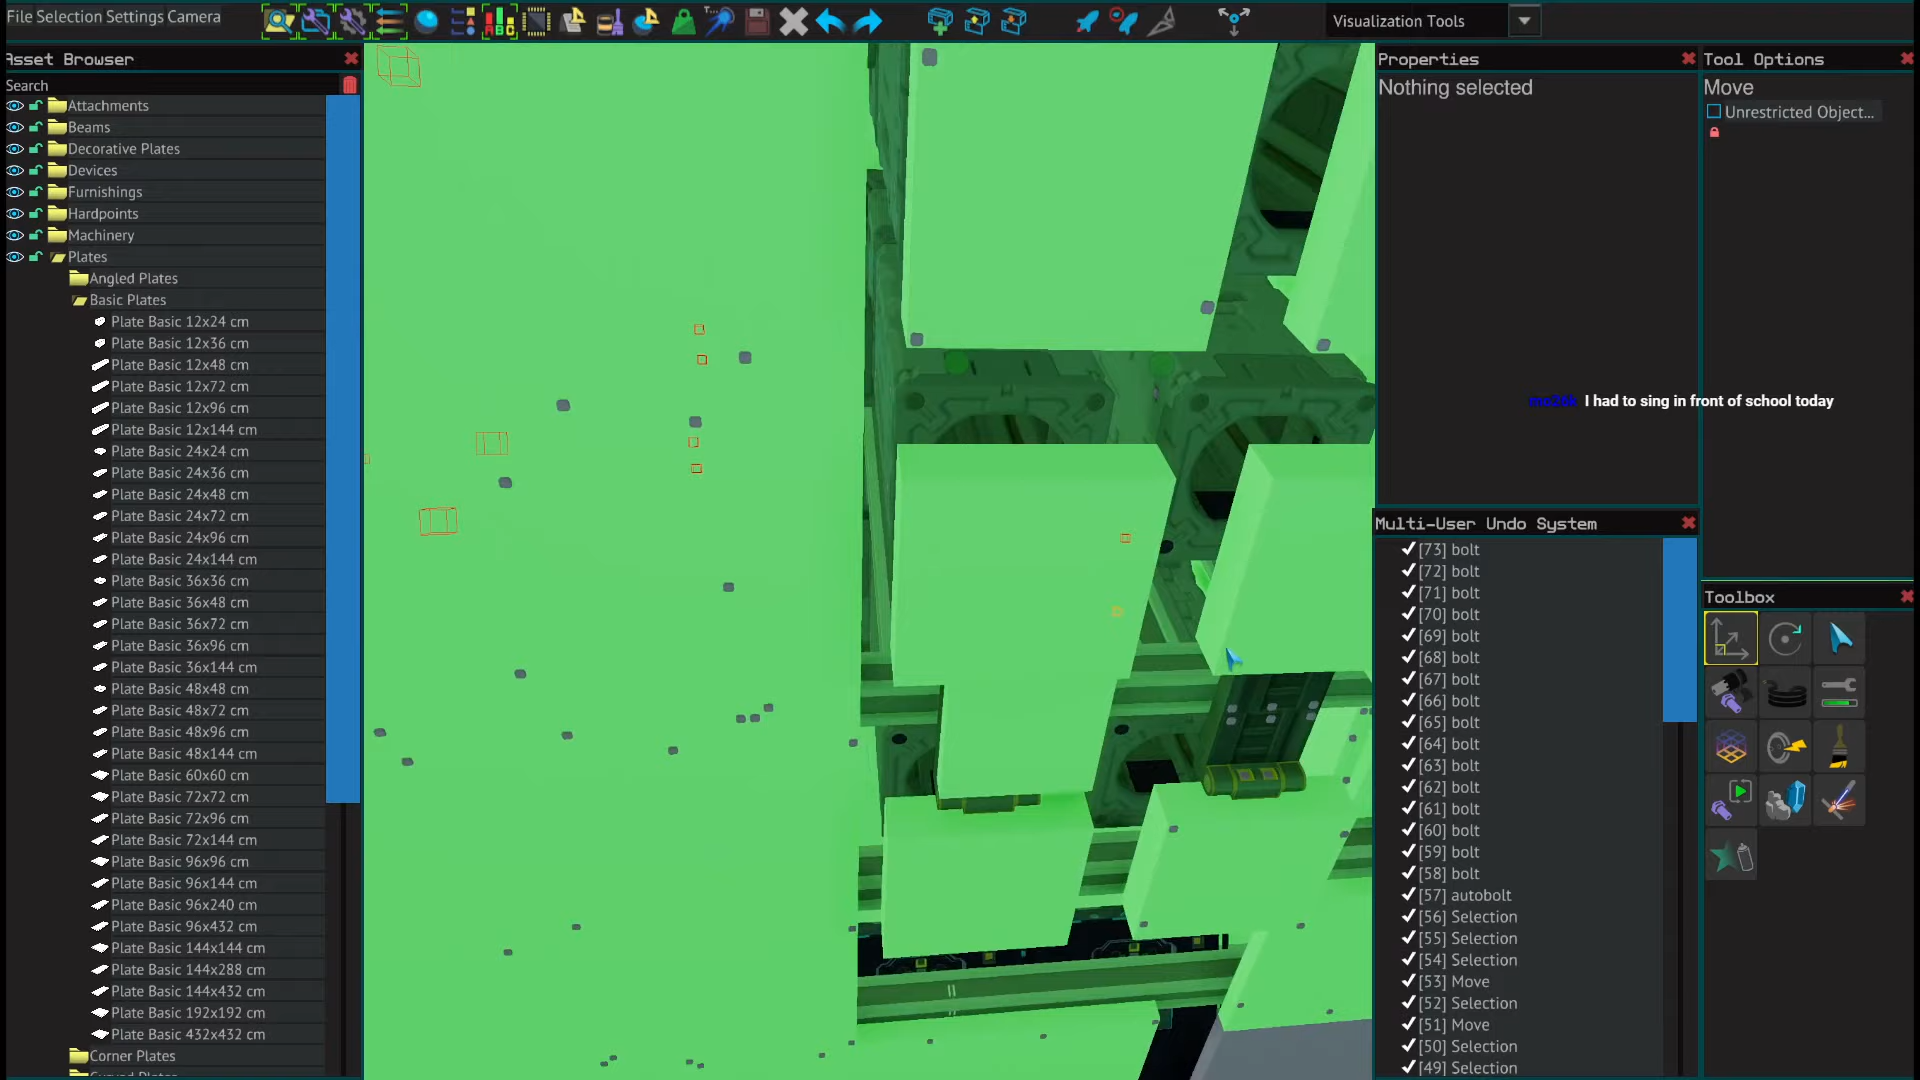 File Selection Settings Camera
Visualization Tools
Asset Browser
Search
Attachments
Beams
Decorative Plates
Devices
Furnishings
Hardpoints
Machinery
Plates
Angled Plates
Basic Plates
Plate Basic 12x24 cm
Plate Basic 12x36 cm
Plate Basic 12x48 cm
Plate Basic 12x72 cm
Plate Basic 12x96 cm
Plate Basic 12x144 cm
Plate Basic 24x24 cm
Plate Basic 24x36 cm
Plate Basic 24x48 cm
Plate Basic 24x72 cm
Plate Basic 24x96 cm
Plate Basic 24x144 cm
Plate Basic 36x36 cm
Plate Basic 36x48 cm
Plate Basic 36x72 cm
Plate Basic 36x96 cm
Plate Basic 36x144 cm
Plate Basic 48x48 cm
Plate Basic 48x72 cm
Plate Basic 48x96 cm
Plate Basic 48x144 cm
Plate Basic 60x60 cm
Plate Basic 72x72 cm
Plate Basic 72x96 cm
Plate Basic 72x144 cm
Plate Basic 96x96 cm
Plate Basic 96x144 cm
Plate Basic 96x240 cm
Plate Basic 96x432 cm
Plate Basic 144x144 cm
Plate Basic 144x288 cm
Plate Basic 144x432 cm
Plate Basic 192x192 cm
Plate Basic 432x432 cm
Corner Plates
Curved Plates
Properties
Nothing selected
I had to sing in front of school today
Multi-User Undo System
[73] bolt
[72] bolt
[71] bolt
[70] bolt
[69] bolt
[68] bolt
[67] bolt
[66] bolt
[65] bolt
[64] bolt
[63] bolt
[62] bolt
[61] bolt
[60] bolt
[59] bolt
[58] bolt
[57] autobolt
[56] Selection
[55] Selection
[54] Selection
[53] Move
[52] Selection
[51] Move
[50] Selection
[49] Selection
Tool Options
Move
Unrestricted Object...
Toolbox